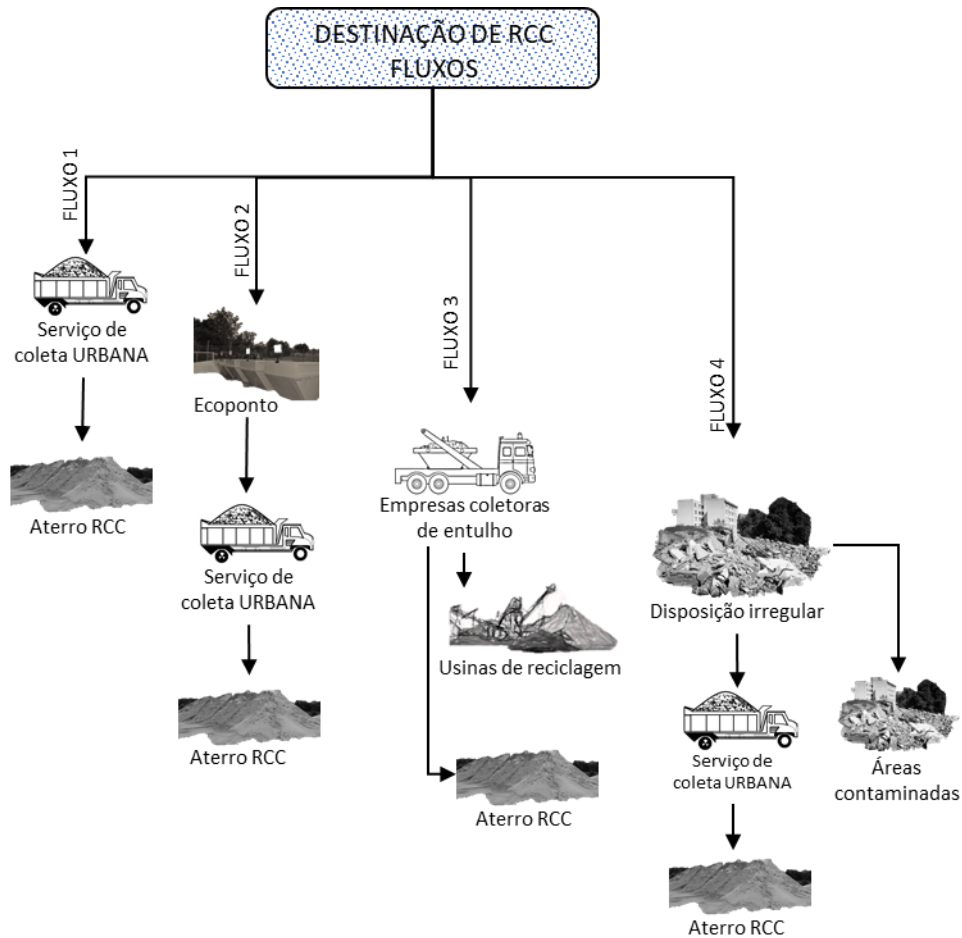 DESTINAÇÃO DE RCC
FLUXOS
FLUXO 1
Serviço de
coleta URBANA
Aterro RCC
FLUXO 2
Ecoponto
Serviço de
coleta URBANA
Aterro RCC
FLUXO 3
Empresas coletoras
de entulho
Usinas de reciclagem
Aterro RCC
FLUXO 4
Disposição irregular
Serviço de
coleta URBANA
Aterro RCC
Áreas
contaminadas